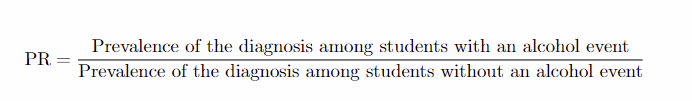 Prevalence of the diagnosis among students with an alcohol event
PR =
Prevalence of the diagnosis among students without an alcohol event